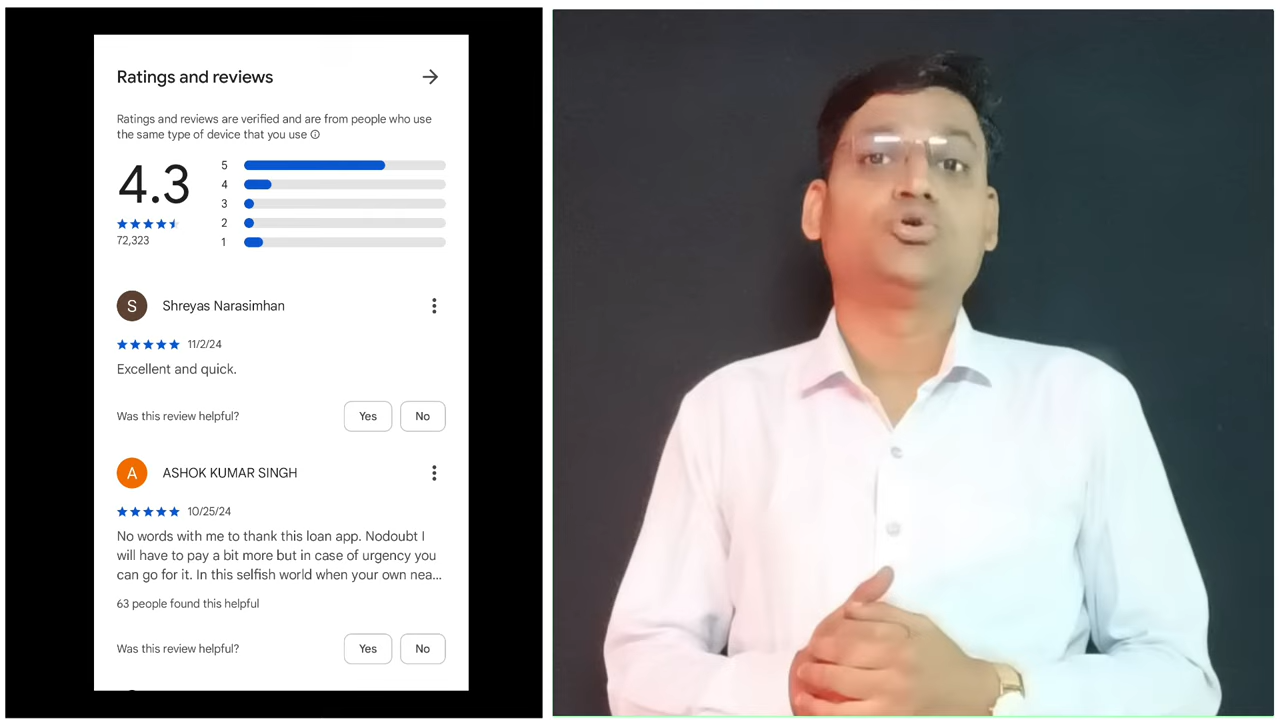 Ratings and reviews
Ratings and reviews are verified and are from people who use
the same type of device that you use
4.3
72,323
5
4
3
2
1
S
Shreyas Narasimhan
11/2/24
Excellent and quick.
Was this review helpful?
Yes
No
A
ASHOK KUMAR SINGH
10/25/24
No words with me to thank this loan app. Nodoubt I
will have to pay a bit more but in case of urgency you
can go for it. In this selfish world when your own nea...
63 people found this helpful
Was this review helpful?
Yes
No